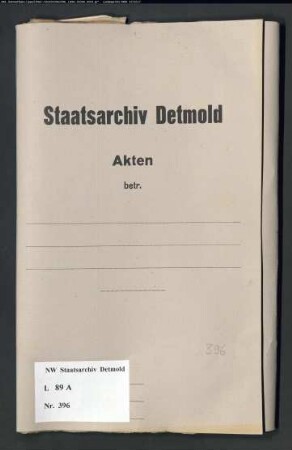 Staatsarchiv Detmold
Akten
betr.
396
NW Staatsarchiv Detmold
L 89 A
Nr. 396